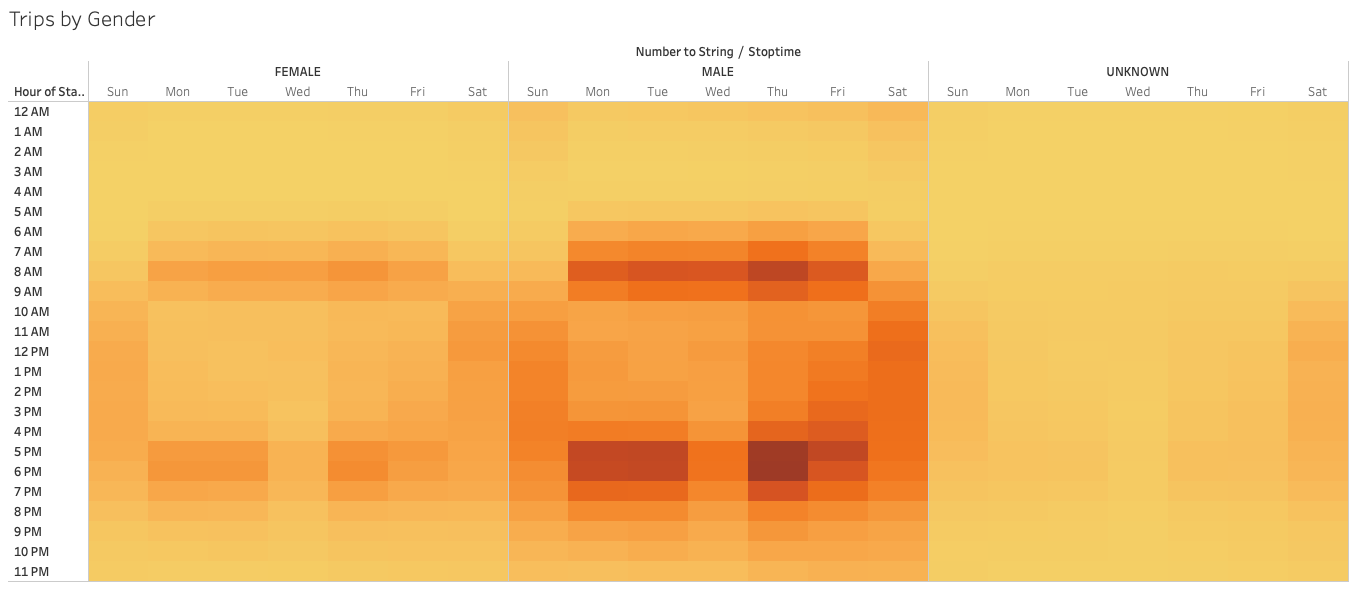 Trips by Gender
Number to String / Stoptime
FEMALE MALE UNKNOWN
Hour of Sta.. Sun Mon Tue Wed Thu Fri Sat Sun Mon Tue Wed Thu Fri Sat Sun Mon Tue Wed Thu Fri Sat
12 AM
1 AM
2 AM
3 AM
4 AM
5 AM
6 AM
7 AM
8 AM
9 AM
10 AM
11 AM
12 PM
1 PM
2 PM
3 PM
4 PM
5 PM
6 PM
7 PM
8 PM
9 PM
10 PM
11 PM